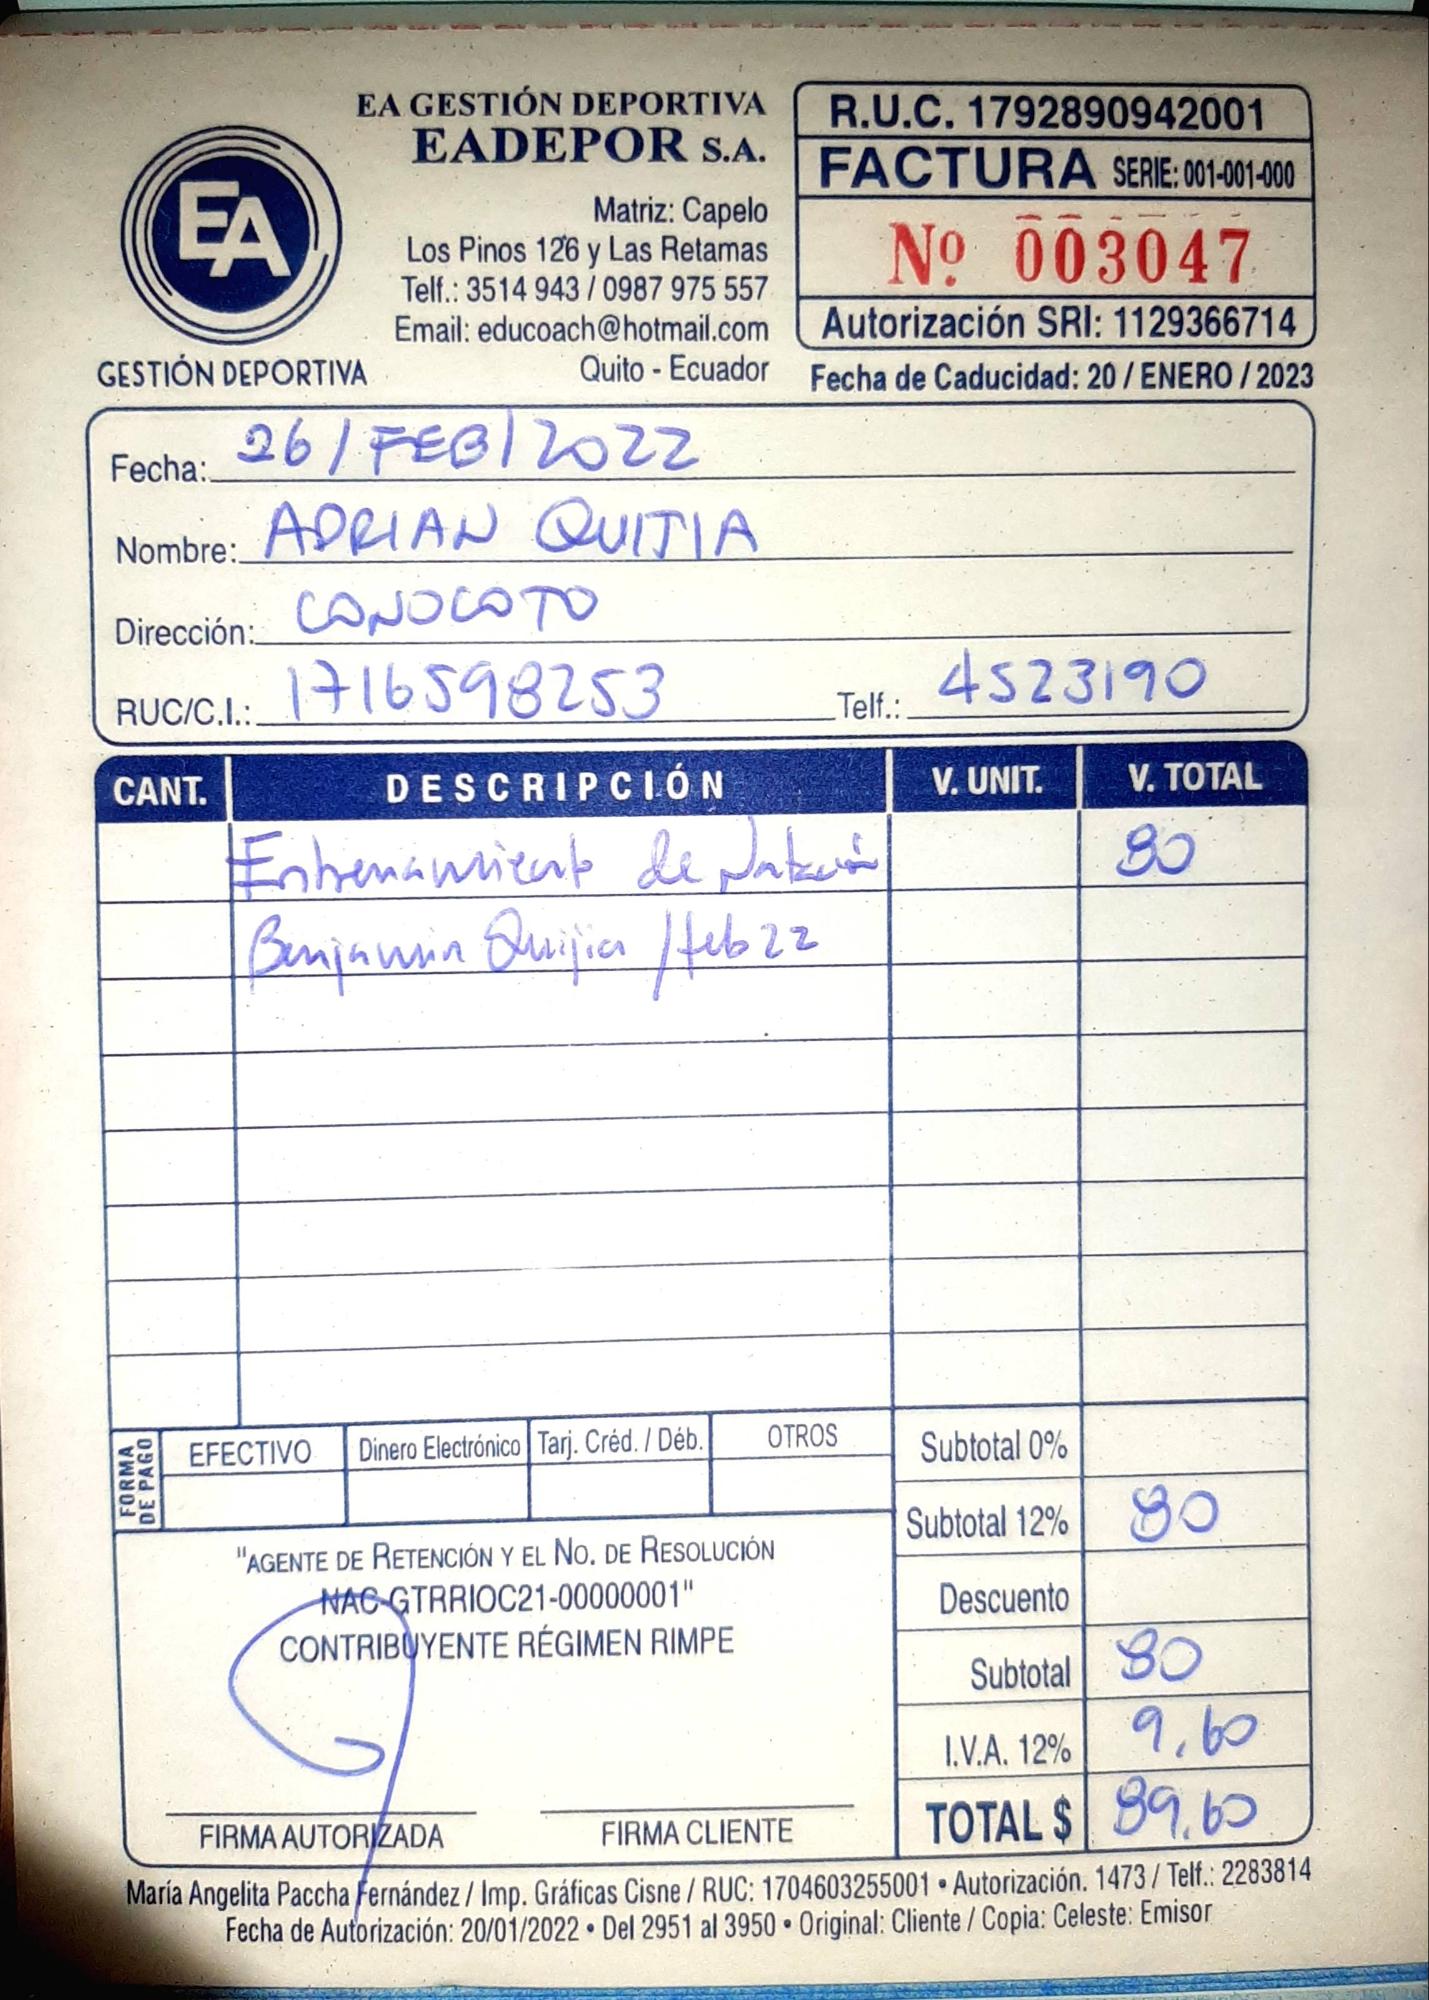 EA GESTIÓN DEPORTIVA
EADEPOR S.A.
EA
GESTIÓN DEPORTIVA
Matriz: Capelo
Los Pinos 126 y Las Retamas
Telf.: 3514 943 / 0987 975 557
Email: educoach@hotmail.com
Quito - Ecuador
R.U.C. 1792890942001
FACTURA SERIE: 001-001-000
Nº 003047
Autorización SRI: 1129366714
Fecha de Caducidad: 20 / ENERO / 2023
Fecha: 26/FEB/2022
Nombre: ADRIAN QUIJIA
Dirección: CONOCOTO
RUC/C.I.: 1716598253 Telf.: 4523190
CANT. DESCRIPCIÓN V. UNIT. V. TOTAL
Entrenamiento de Natación 80
Benjamin Quijia /feb 22
FORMA DE PAGO
EFECTIVO Dinero Electrónico Tarj. Créd. / Déb. OTROS
Subtotal 0%
Subtotal 12% 80
Descuento
Subtotal 80
I.V.A. 12% 9,60
TOTAL $ 89,60
"AGENTE DE RETENCIÓN Y EL NO. DE RESOLUCIÓN
NAC-GTRRIOC21-00000001"
CONTRIBUYENTE RÉGIMEN RIMPE
FIRMA AUTORIZADA FIRMA CLIENTE
María Angelita Paccha Fernández / Imp. Gráficas Cisne / RUC: 1704603255001 • Autorización. 1473 / Telf.: 2283814
Fecha de Autorización: 20/01/2022 • Del 2951 al 3950 • Original: Cliente / Copia: Celeste: Emisor